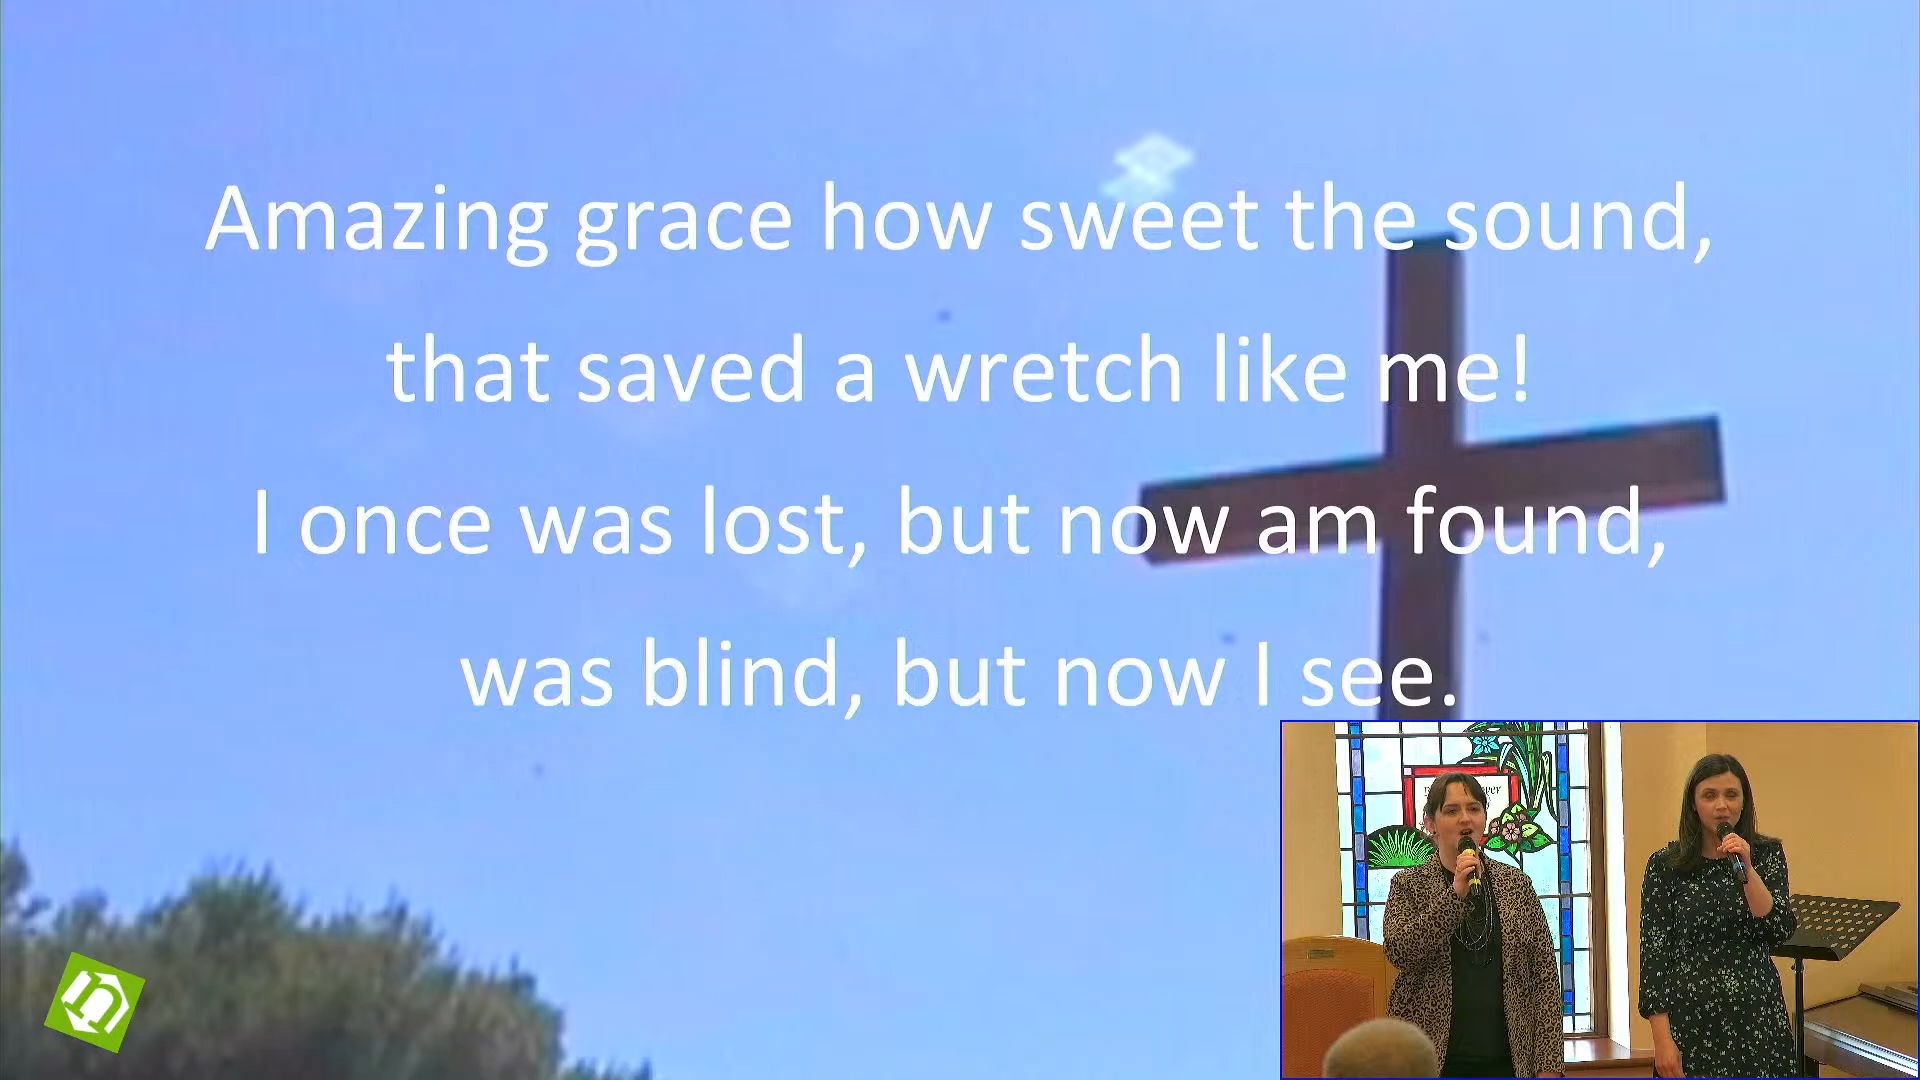 Amazing grace how sweet the sound,
that saved a wretch like me!
I once was lost, but now am found,
was blind, but now I see.